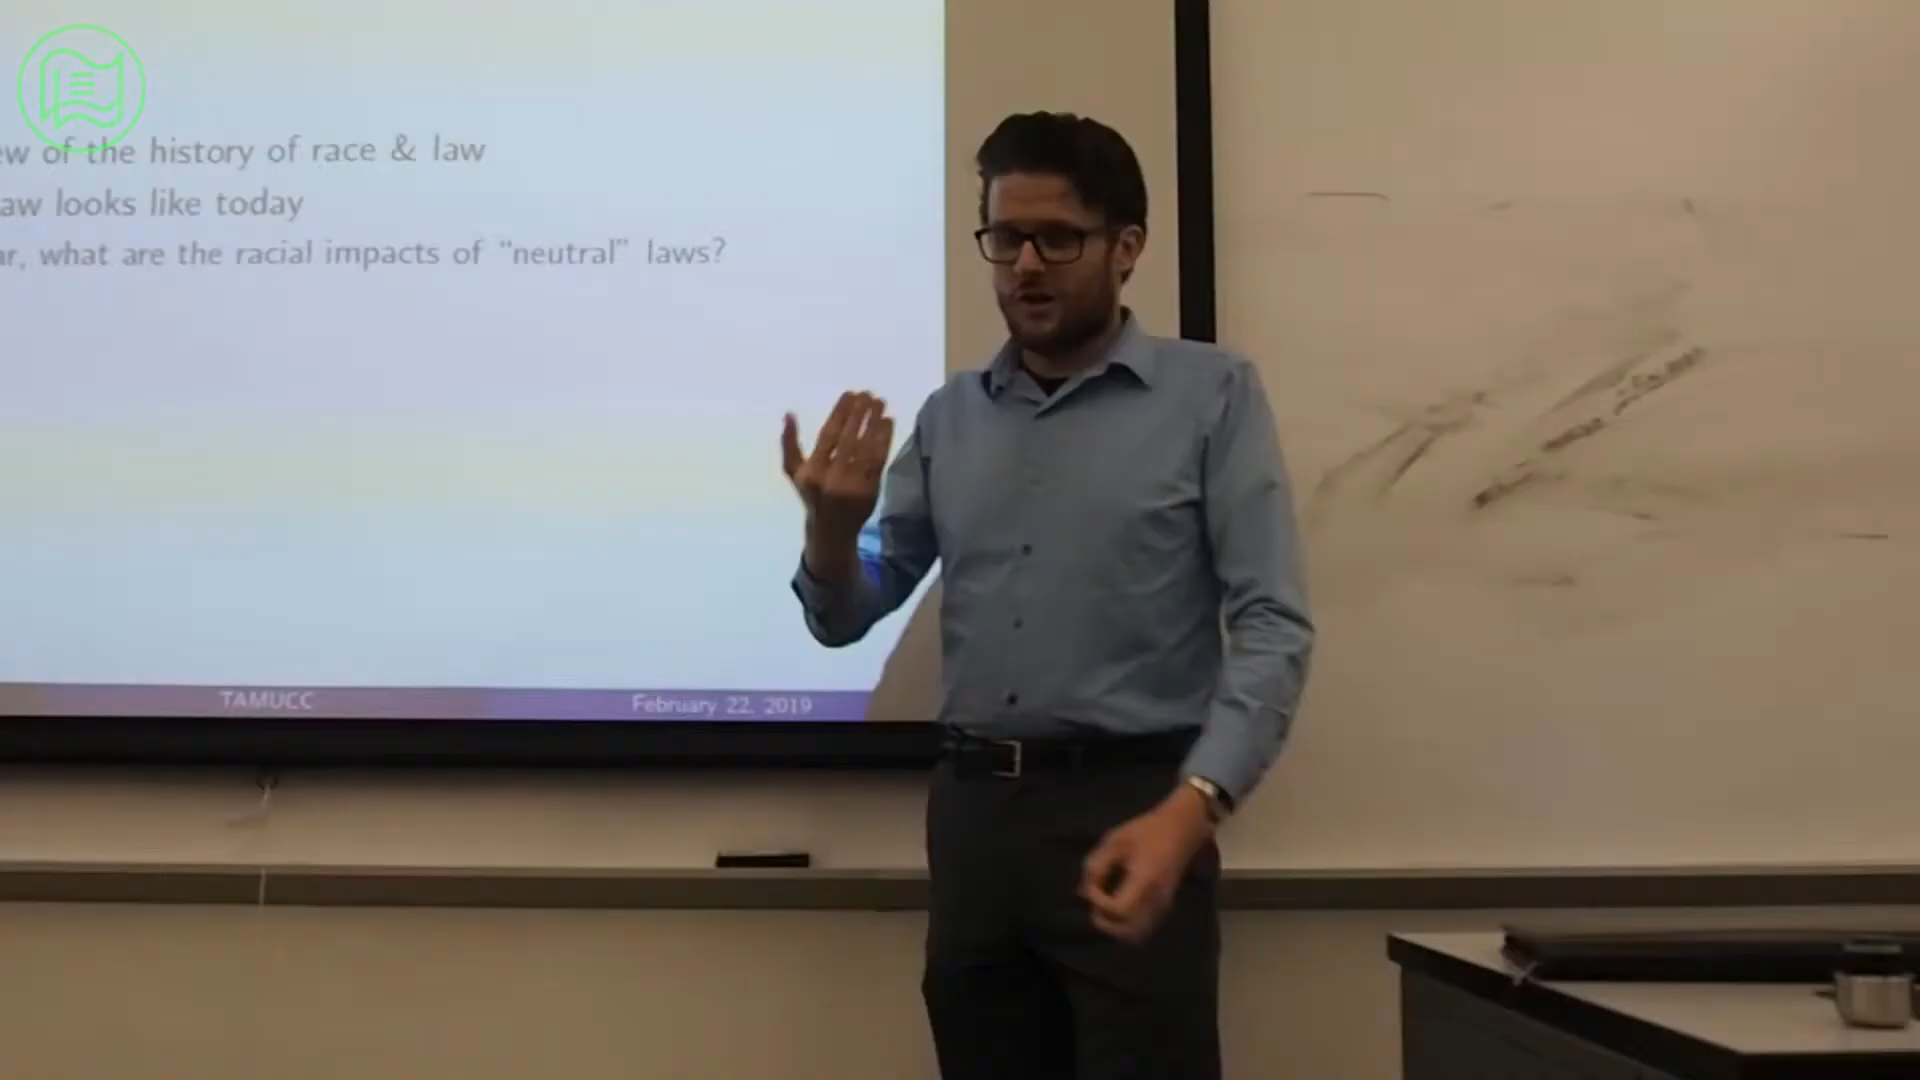 ew of the history of race & law
aw looks like today
ar, what are the racial impacts of “neutral” laws?
TAMUCC
February 22, 2019